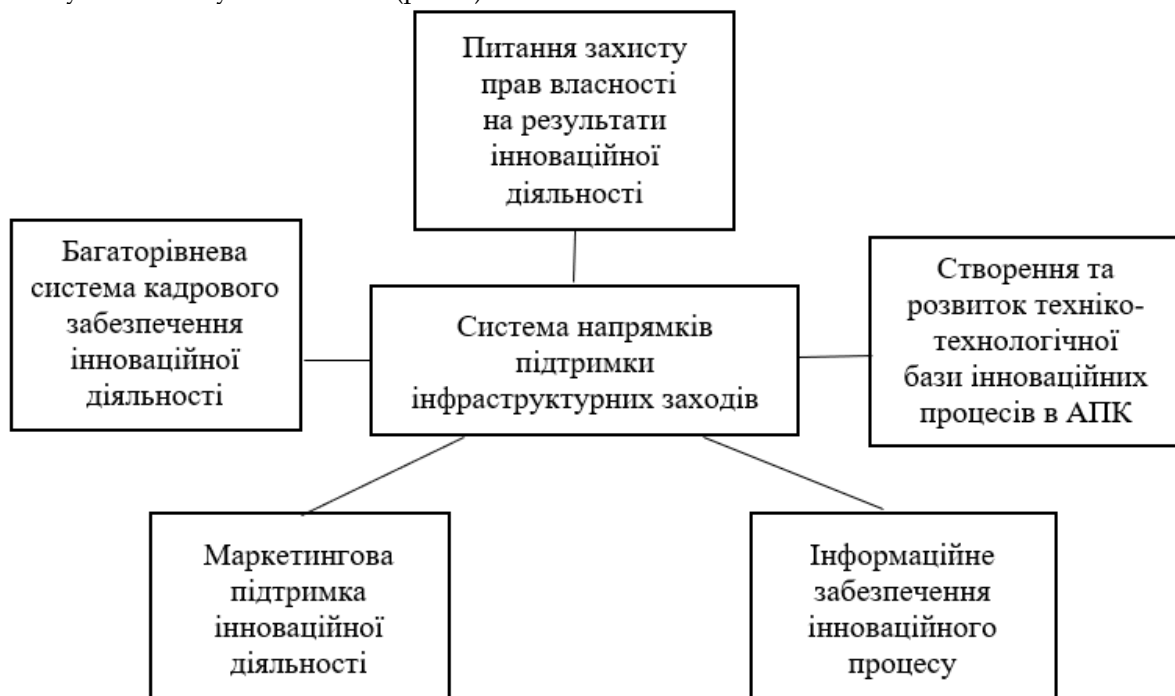 Питання захисту
прав власності
на результати
інноваційної
діяльності
Багаторівнева
система кадрового
забезпечення
інноваційної
діяльності
Система напрямків
підтримки
інфраструктурних заходів
Створення та
розвиток техніко-
технологічної
бази інноваційних
процесів в АПК
Маркетингова
підтримка
інноваційної
діяльності
Інформаційне
забезпечення
інноваційного
процесу